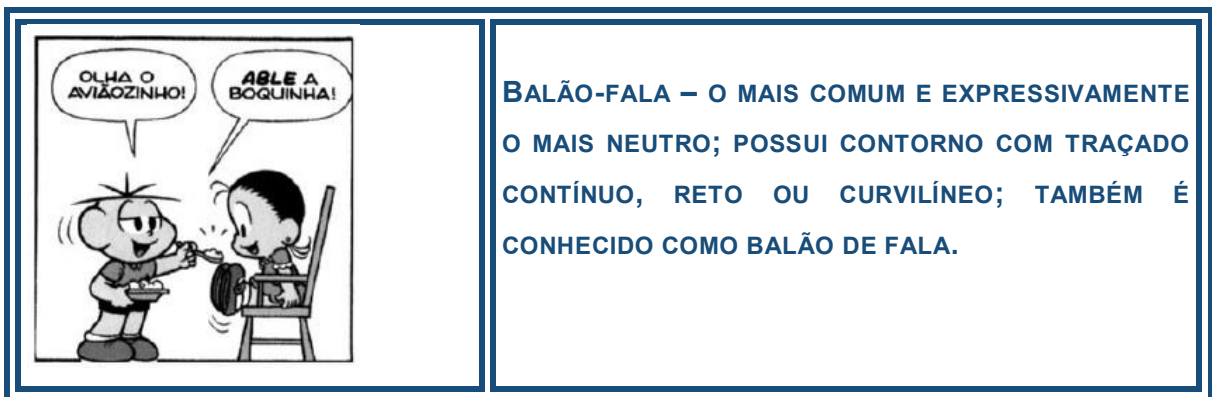 OLHA O
AVIÃOZINHO!
ABLE A
BOQUINHA!
BALÃO-FALA – O MAIS COMUM E EXPRESSIVAMENTE
O MAIS NEUTRO; POSSUI CONTORNO COM TRAÇADO
CONTÍNUO, RETO OU CURVILÍNEO; TAMBÉM É
CONHECIDO COMO BALÃO DE FALA.